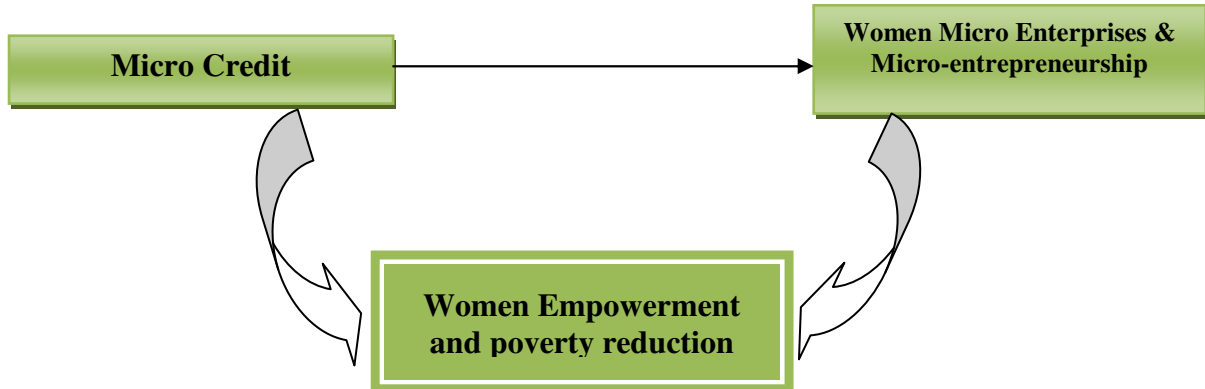 Micro Credit
Women Micro Enterprises &
Micro-entrepreneurship
Women Empowerment
and poverty reduction